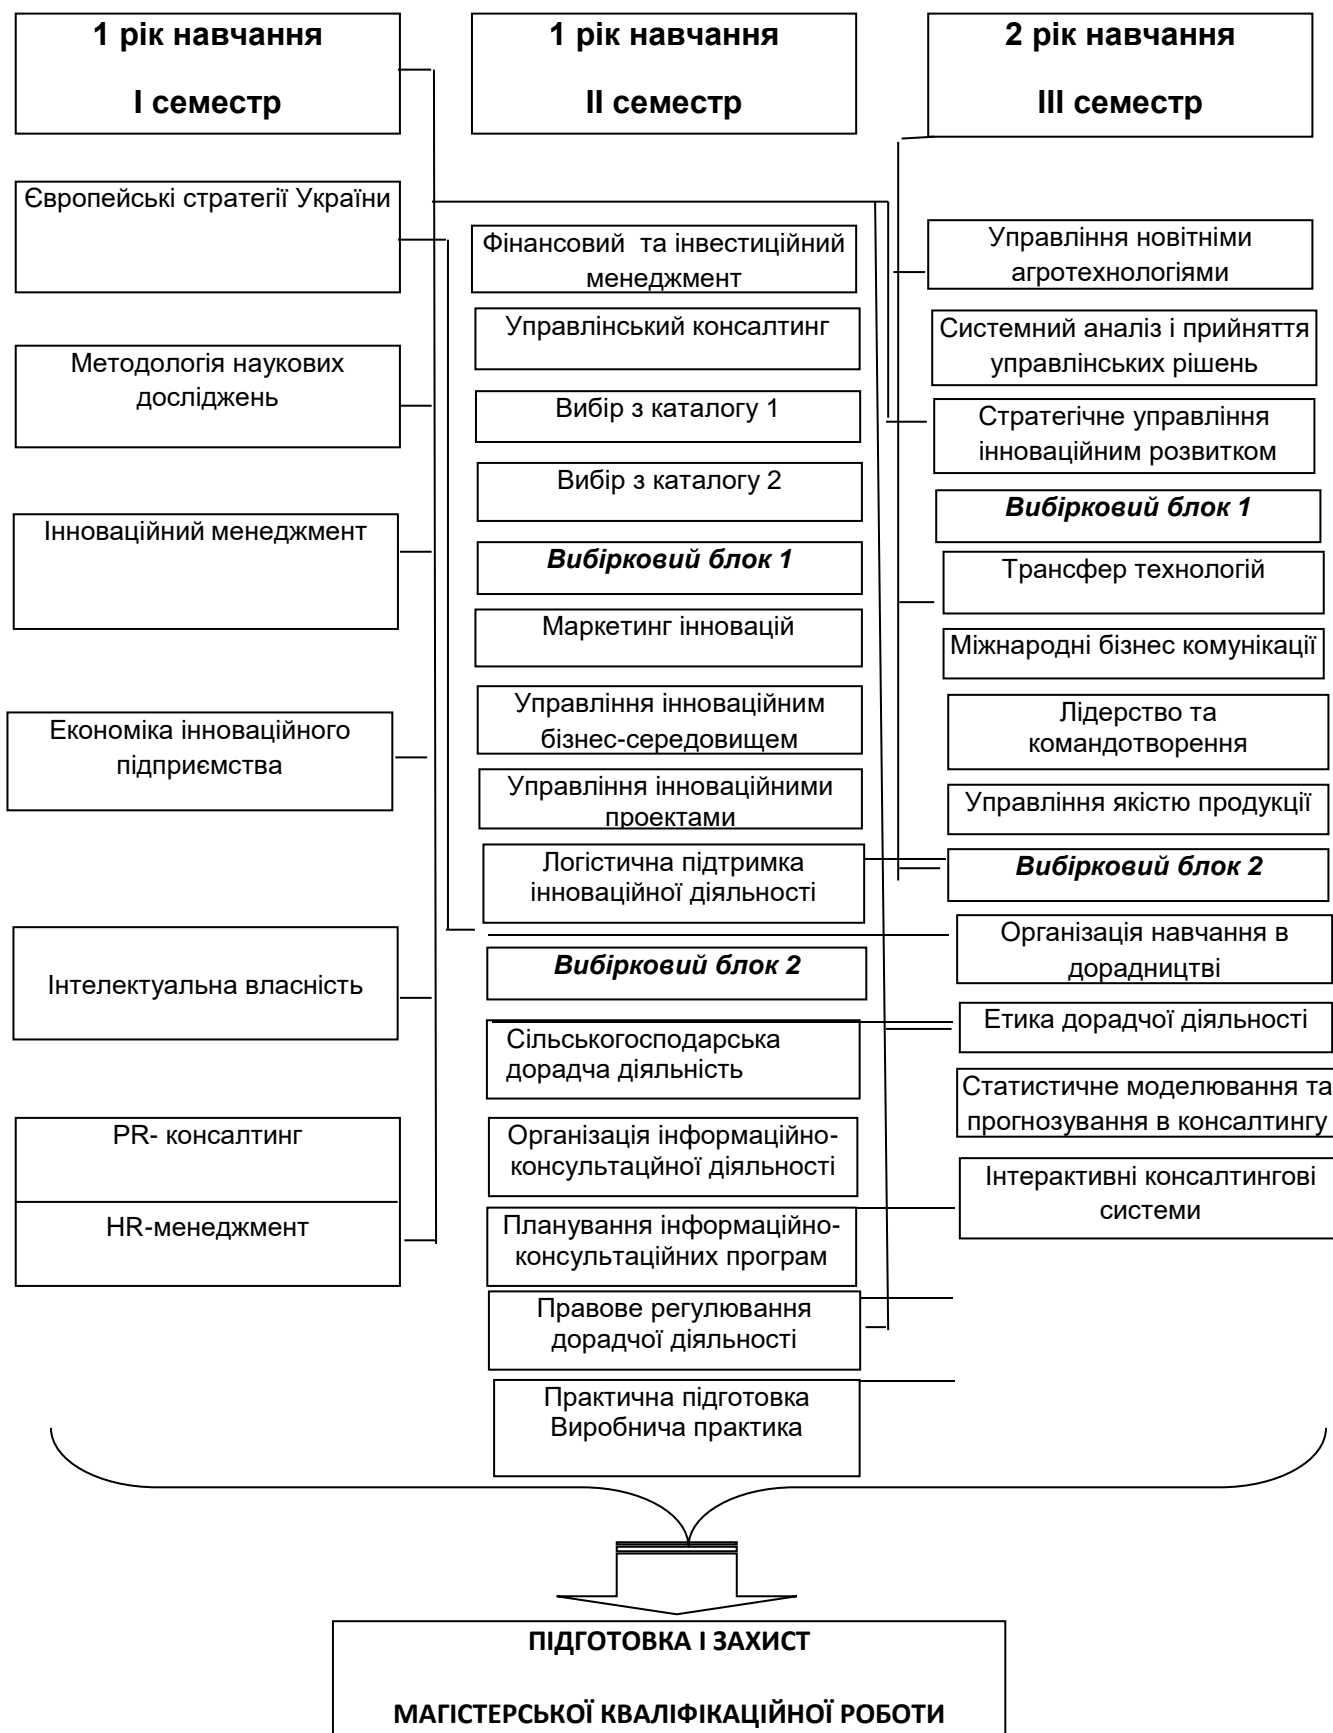 1 рік навчання
І семестр
Європейські стратегії України
Методологія наукових
досліджень
Інноваційний менеджмент
Економіка інноваційного
підприємства
Інтелектуальна власність
PR- консалтинг
HR-менеджмент
1 рік навчання
ІІ семестр
Фінансовий та інвестиційний
менеджмент
Управлінський консалтинг
Вибір з каталогу 1
Вибір з каталогу 2
Вибірковий блок 1
Маркетинг інновацій
Управління інноваційним
бізнес-середовищем
Управління інноваційними
проектами
Логістична підтримка
інноваційної діяльності
Вибірковий блок 2
Сільськогосподарська
дорадча діяльність
Організація інформаційно-
консультаційної діяльності
Планування інформаційно-
консультаційних програм
Правове регулювання
дорадчої діяльності
Практична підготовка
Виробнича практика
2 рік навчання
ІІІ семестр
Управління новітніми
агротехнологіями
Системний аналіз і прийняття
управлінських рішень
Стратегічне управління
інноваційним розвитком
Вибірковий блок 1
Трансфер технологій
Міжнародні бізнес комунікації
Лідерство та
командотворення
Управління якістю продукції
Вибірковий блок 2
Організація навчання в
дорадництві
Етика дорадчої діяльності
Статистичне моделювання та
прогнозування в консалтингу
Інтерактивні консалтингові
системи
ПІДГОТОВКА І ЗАХИСТ
МАГІСТЕРСЬКОЇ КВАЛІФІКАЦІЙНОЇ РОБОТИ